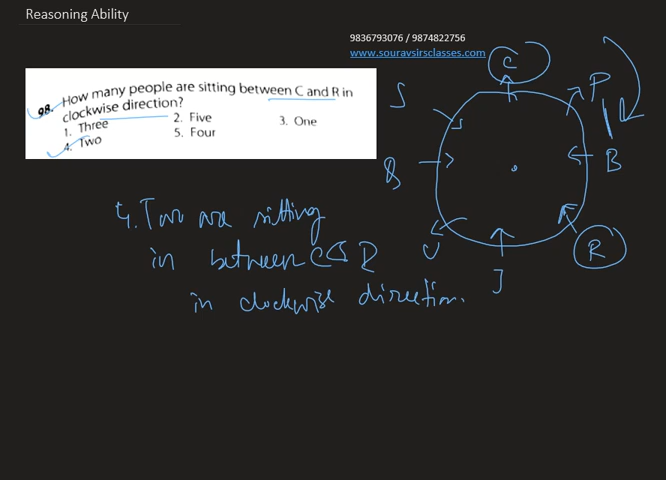 Reasoning Ability
9836793076 / 9874822756
www.souravsirsclasses.com
98. How many people are sitting between C and R in
clockwise direction?
1. Three 2. Five 3. One
4. Two 5. Four
C
S P
Q B
U R
J
4. Two are sitting
in between C & R
in clockwise direction.